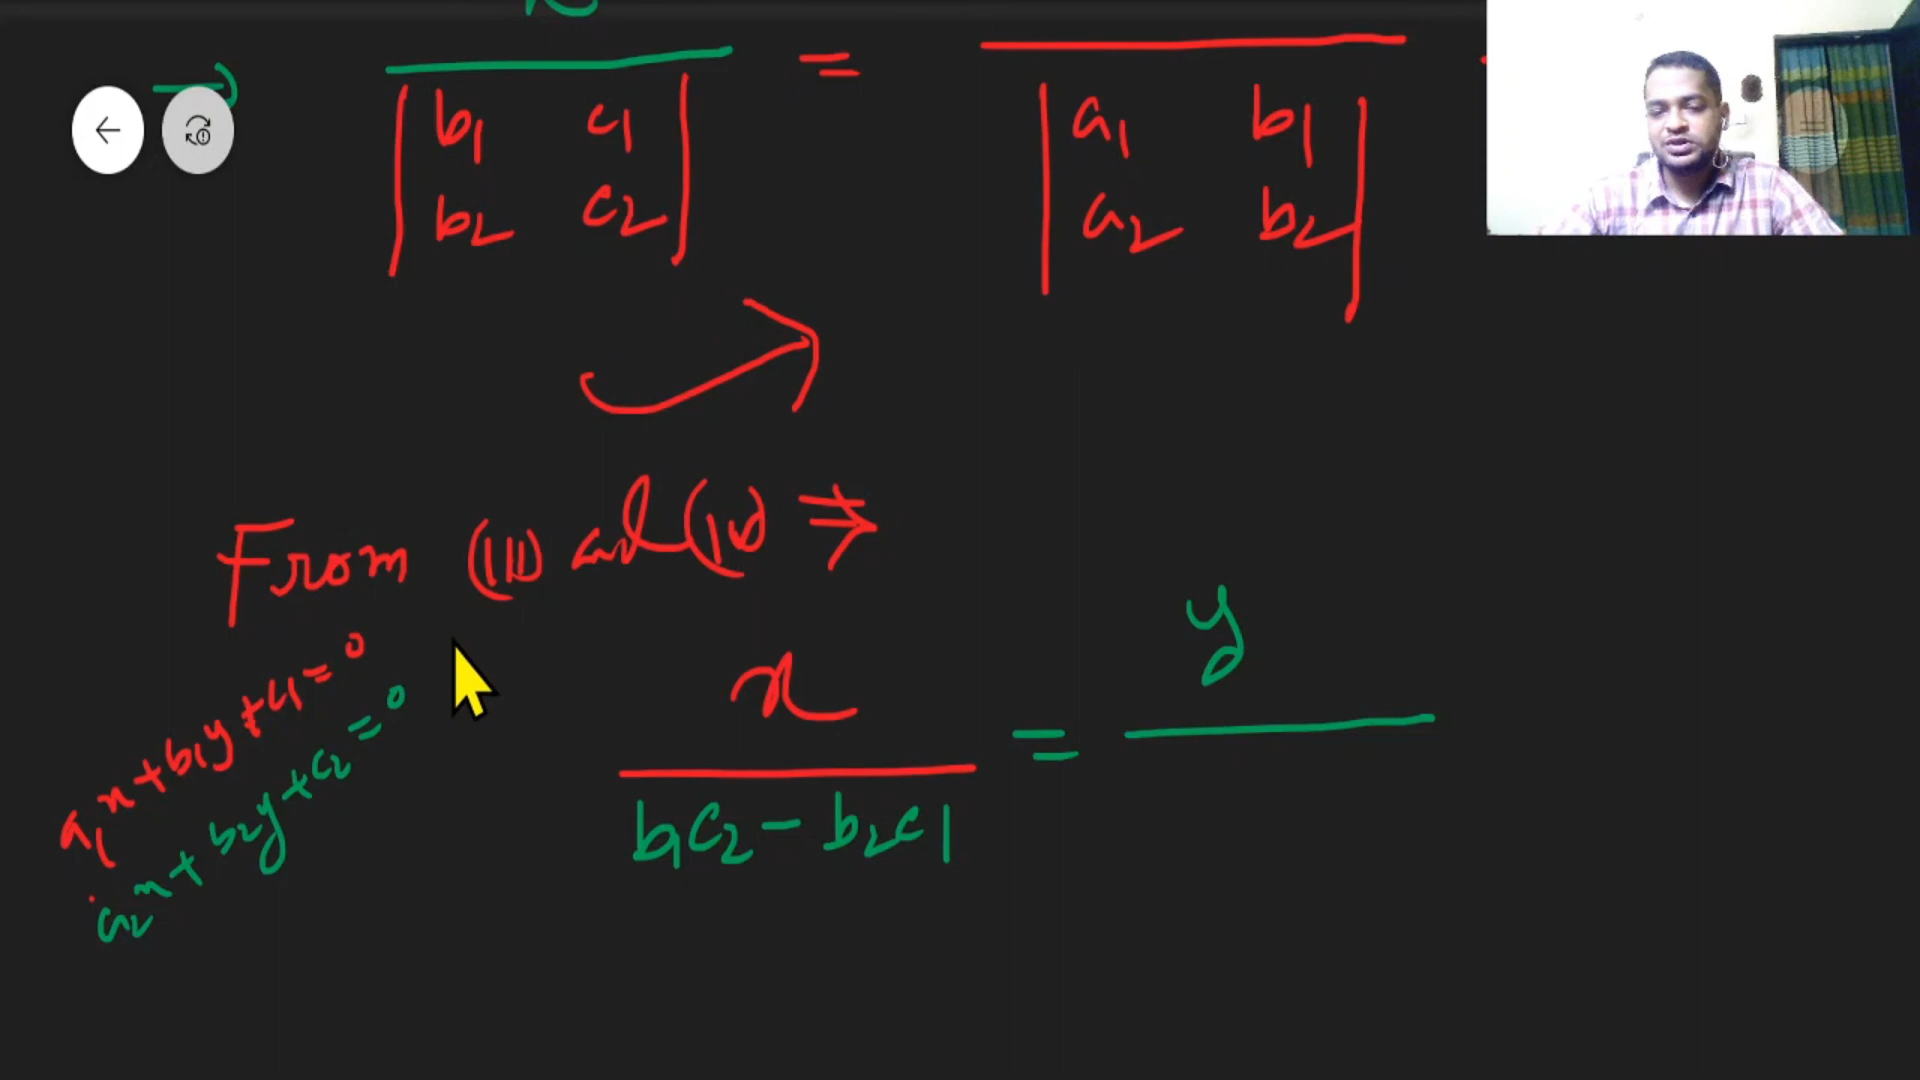 b1 c1
b2 c2
=
a1 b1
a2 b2
From (III) and (IV) ⇒
a1x + b1y + c1 = 0
a2x + b2y + c2 = 0
x = y
b1c2 - b2c1